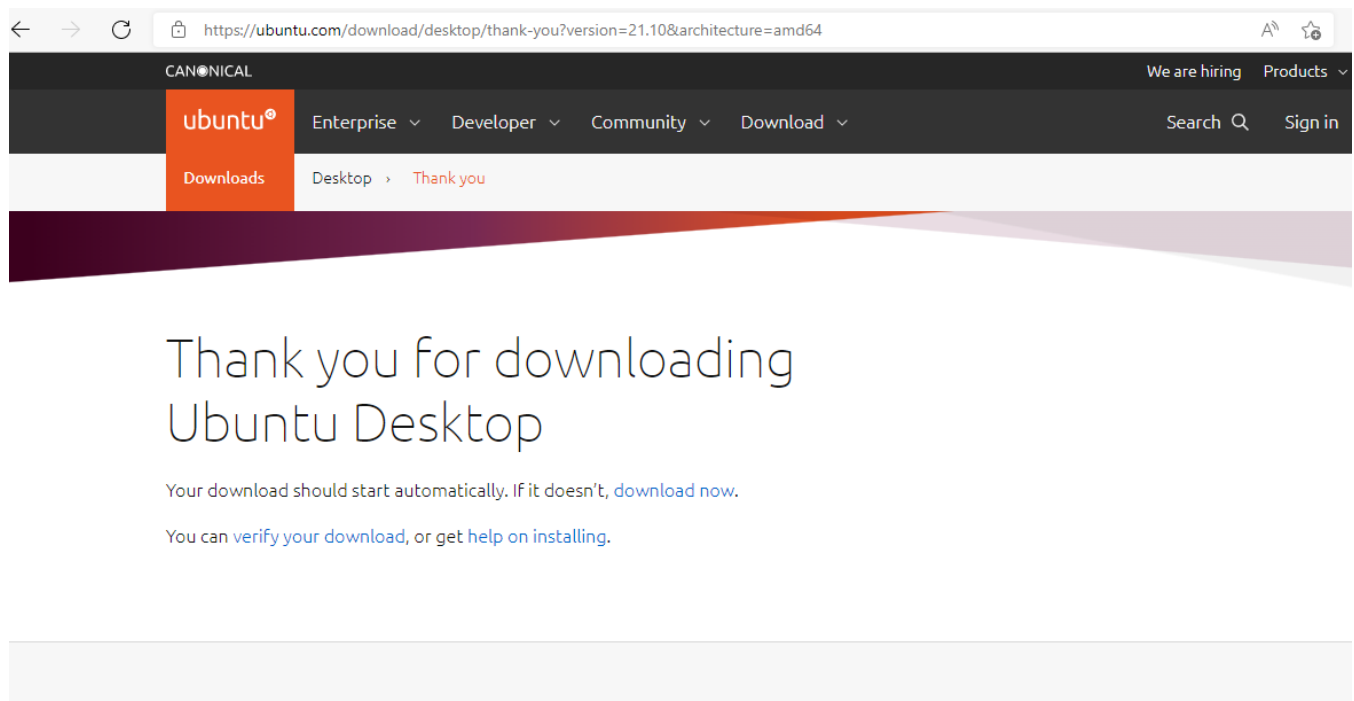 https://ubuntu.com/download/desktop/thank-you?version=21.10&architecture=amd64
CANONICAL
We are hiring Products
ubuntu Enterprise Developer Community Download Search Sign in
Downloads Desktop › Thank you
Thank you for downloading
Ubuntu Desktop
Your download should start automatically. If it doesn’t, download now.
You can verify your download, or get help on installing.